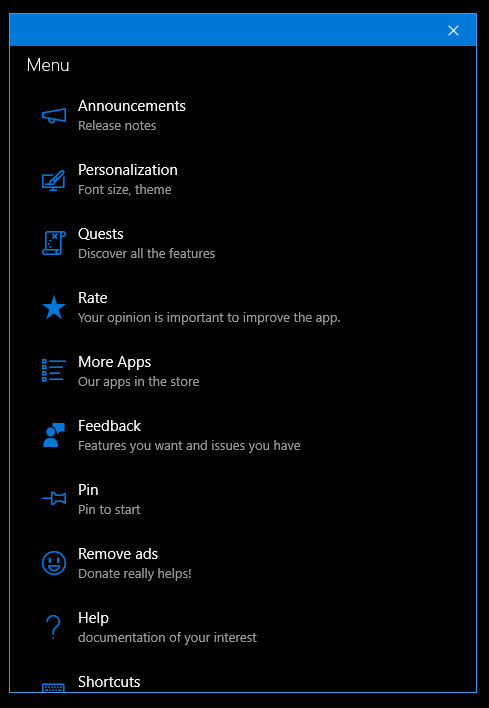 Menu
Announcements
Release notes
Personalization
Font size, theme
Quests
Discover all the features
Rate
Your opinion is important to improve the app.
More Apps
Our apps in the store
Feedback
Features you want and issues you have
Pin
Pin to start
Remove ads
Donate really helps!
Help
documentation of your interest
Shortcuts